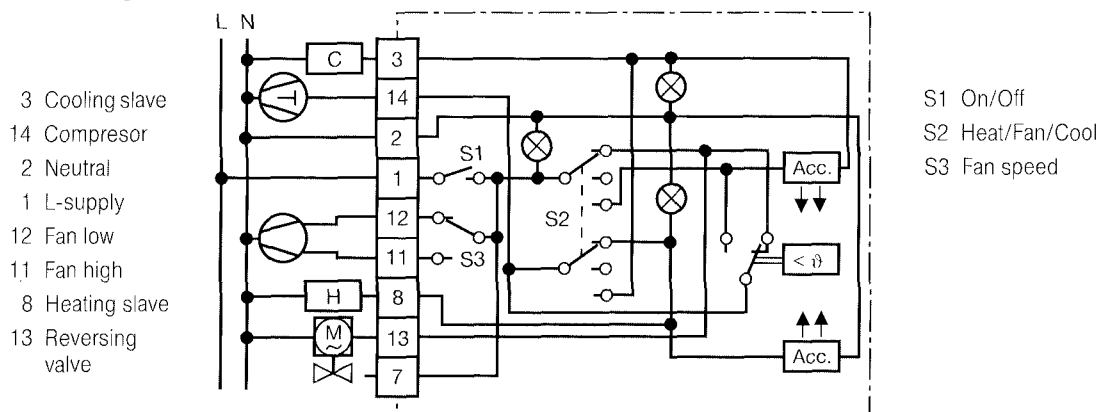 L N
3 Cooling slave
14 Compresor
2 Neutral
1 L-supply
12 Fan low
11 Fan high
8 Heating slave
13 Reversing
valve
C
3
14
2
1
12
11
H
8
M
~
13
7
S1
S2
S3
Acc.
< ϑ
Acc.
S1 On/Off
S2 Heat/Fan/Cool
S3 Fan speed